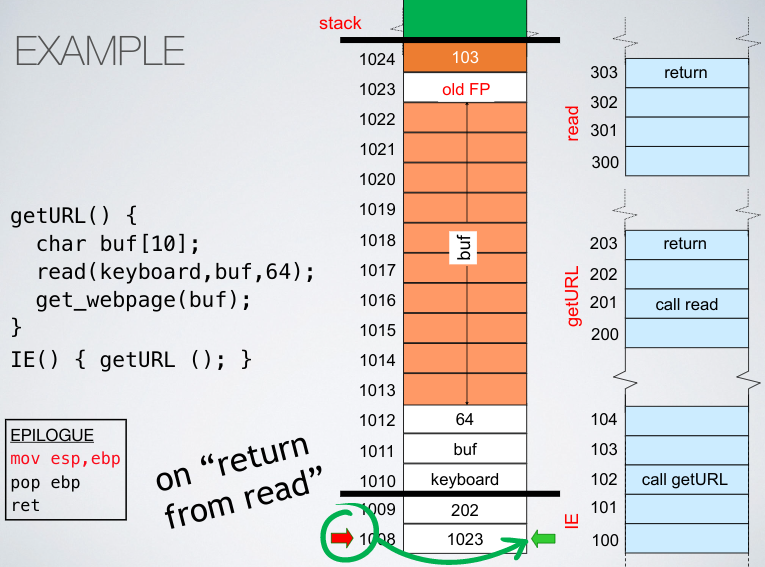 EXAMPLE
getURL() {
char buf[10];
read(keyboard,buf,64);
get_webpage(buf);
}
IE() { getURL (); }
EPILOGUE
mov esp,ebp
pop ebp
ret
on “return
from read”
stack
1024 103
1023 old FP
1022
1021
1020
1019
1018
1017
1016
1015
1014
1013
buf
1012 64
1011 buf
1010 keyboard
1009 202
1008 1023
read
303 return
302
301
300
getURL
203 return
202
201 call read
200
IE
104
103
102 call getURL
101
100